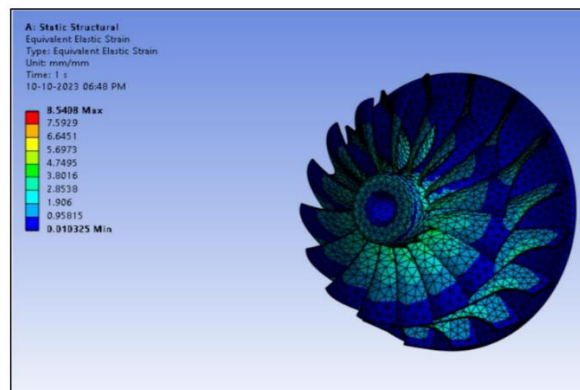 A: Static Structural
Equivalent Elastic Strain
Type: Equivalent Elastic Strain
Unit: mm/mm
Time: 1 s
10-10-2023 06:48 PM
8.5408 Max
7.5929
6.6451
5.6973
4.7495
3.8016
2.8538
1.906
0.95815
0.010325 Min